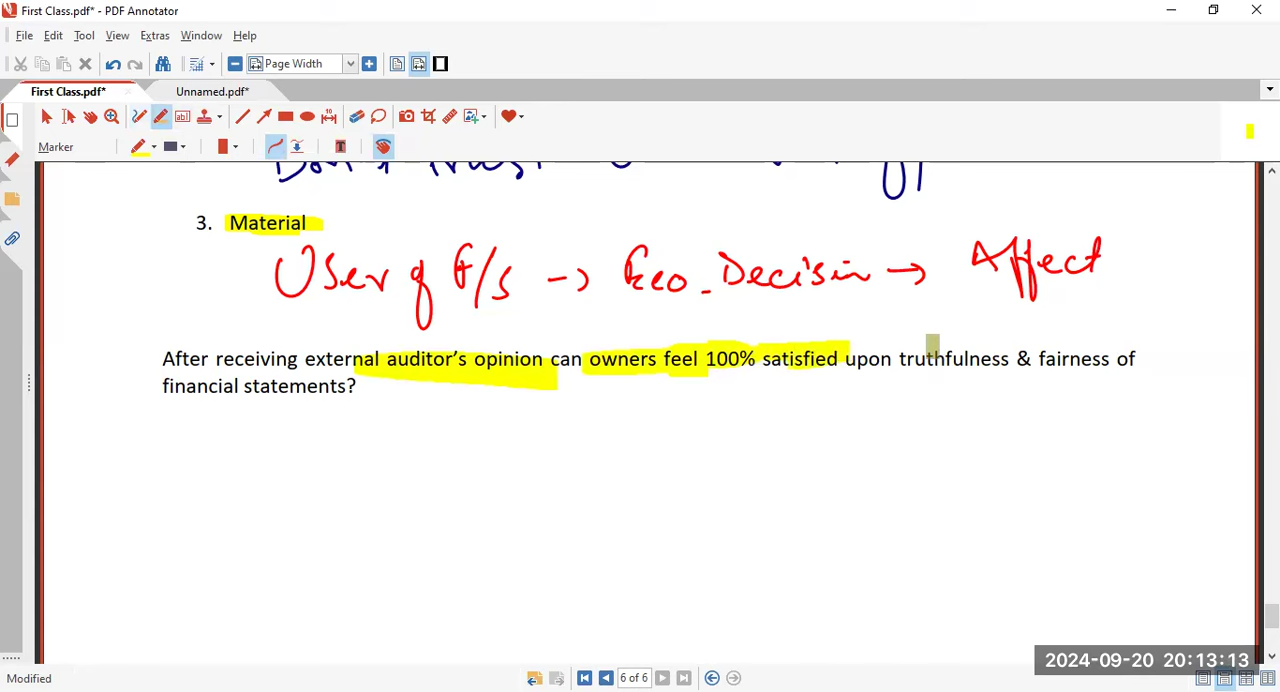 First Class.pdf* - PDF Annotator
File Edit Tool View Extras Window Help
Page Width
First Class.pdf* Unnamed.pdf*
Marker
3. Material
User of F/S → Eco. Decision → Affect
After receiving external auditor’s opinion can owners feel 100% satisfied upon truthfulness & fairness of
financial statements?
2024-09-20 20:13:13
Modified 6 of 6